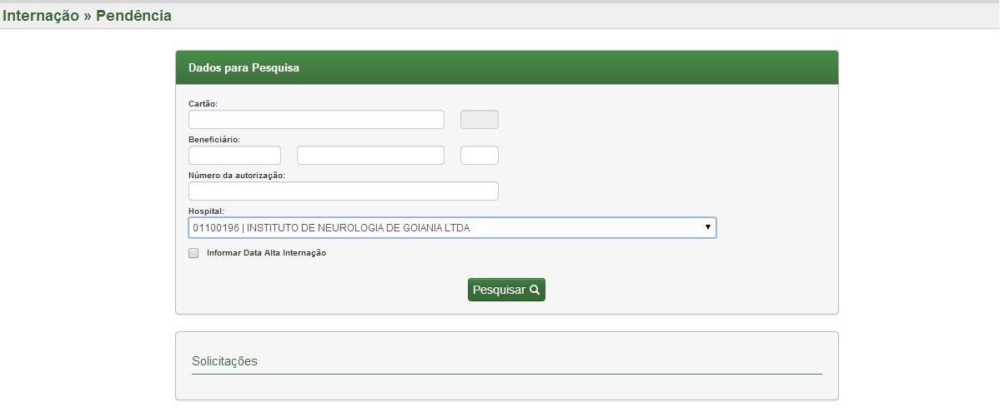 Internação » Pendência
Dados para Pesquisa
Cartão:
Beneficiário:
Número da autorização:
Hospital:
01100196 | INSTITUTO DE NEUROLOGIA DE GOIANIA LTDA
Informar Data Alta Internação
Pesquisar
Solicitações